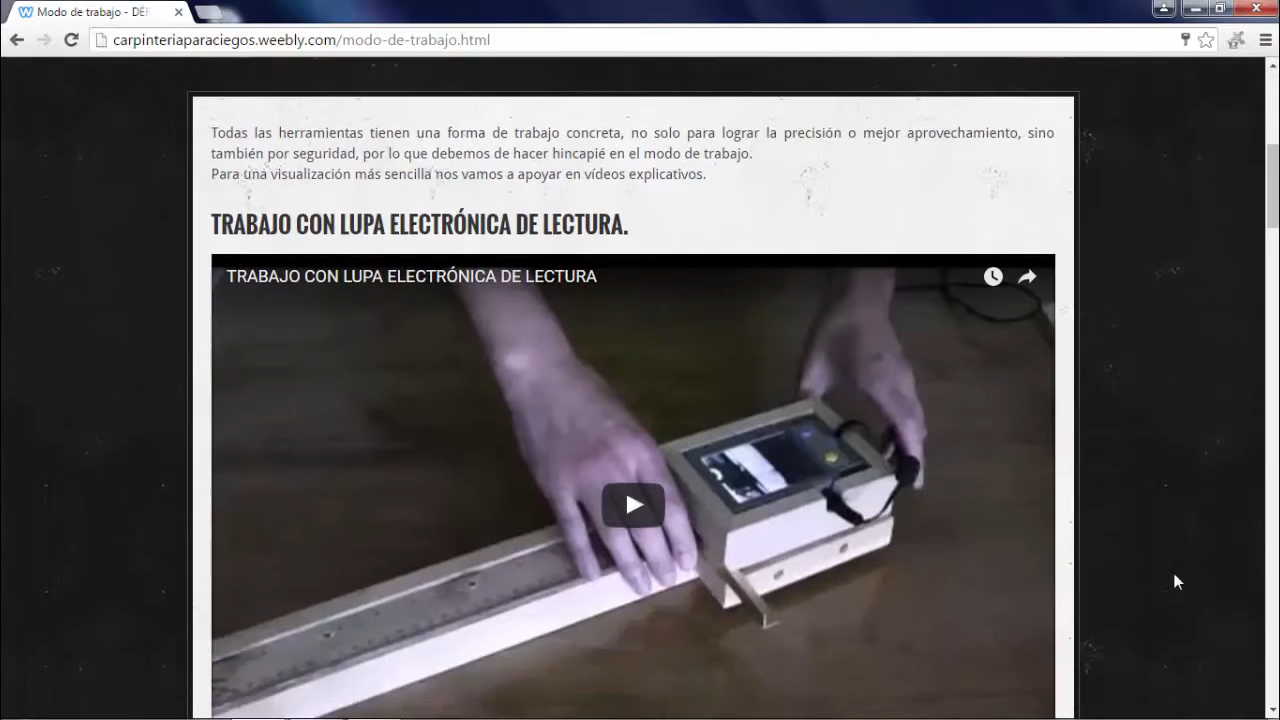 Modo de trabajo - DEF
carpinteriaparaciegos.weebly.com/modo-de-trabajo.html
Todas las herramientas tienen una forma de trabajo concreta, no solo para lograr la precisión o mejor aprovechamiento, sino
también por seguridad, por lo que debemos de hacer hincapié en el modo de trabajo.
Para una visualización más sencilla nos vamos a apoyar en vídeos explicativos.
TRABAJO CON LUPA ELECTRÓNICA DE LECTURA.
TRABAJO CON LUPA ELECTRÓNICA DE LECTURA